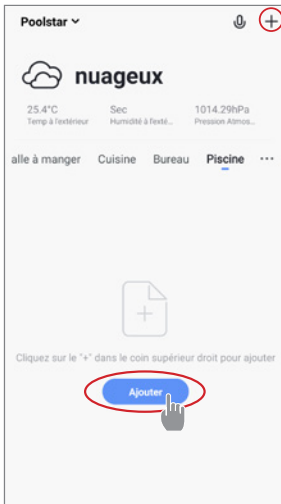 Poolstar
nuageux
25.4°C Sec 1014.29hPa
Temp à l'extérieur Humidité à l'exté... Pression Atmos...
alle à manger Cuisine Bureau Piscine ...
Cliquez sur le "+" dans le coin supérieur droit pour ajouter
Ajouter